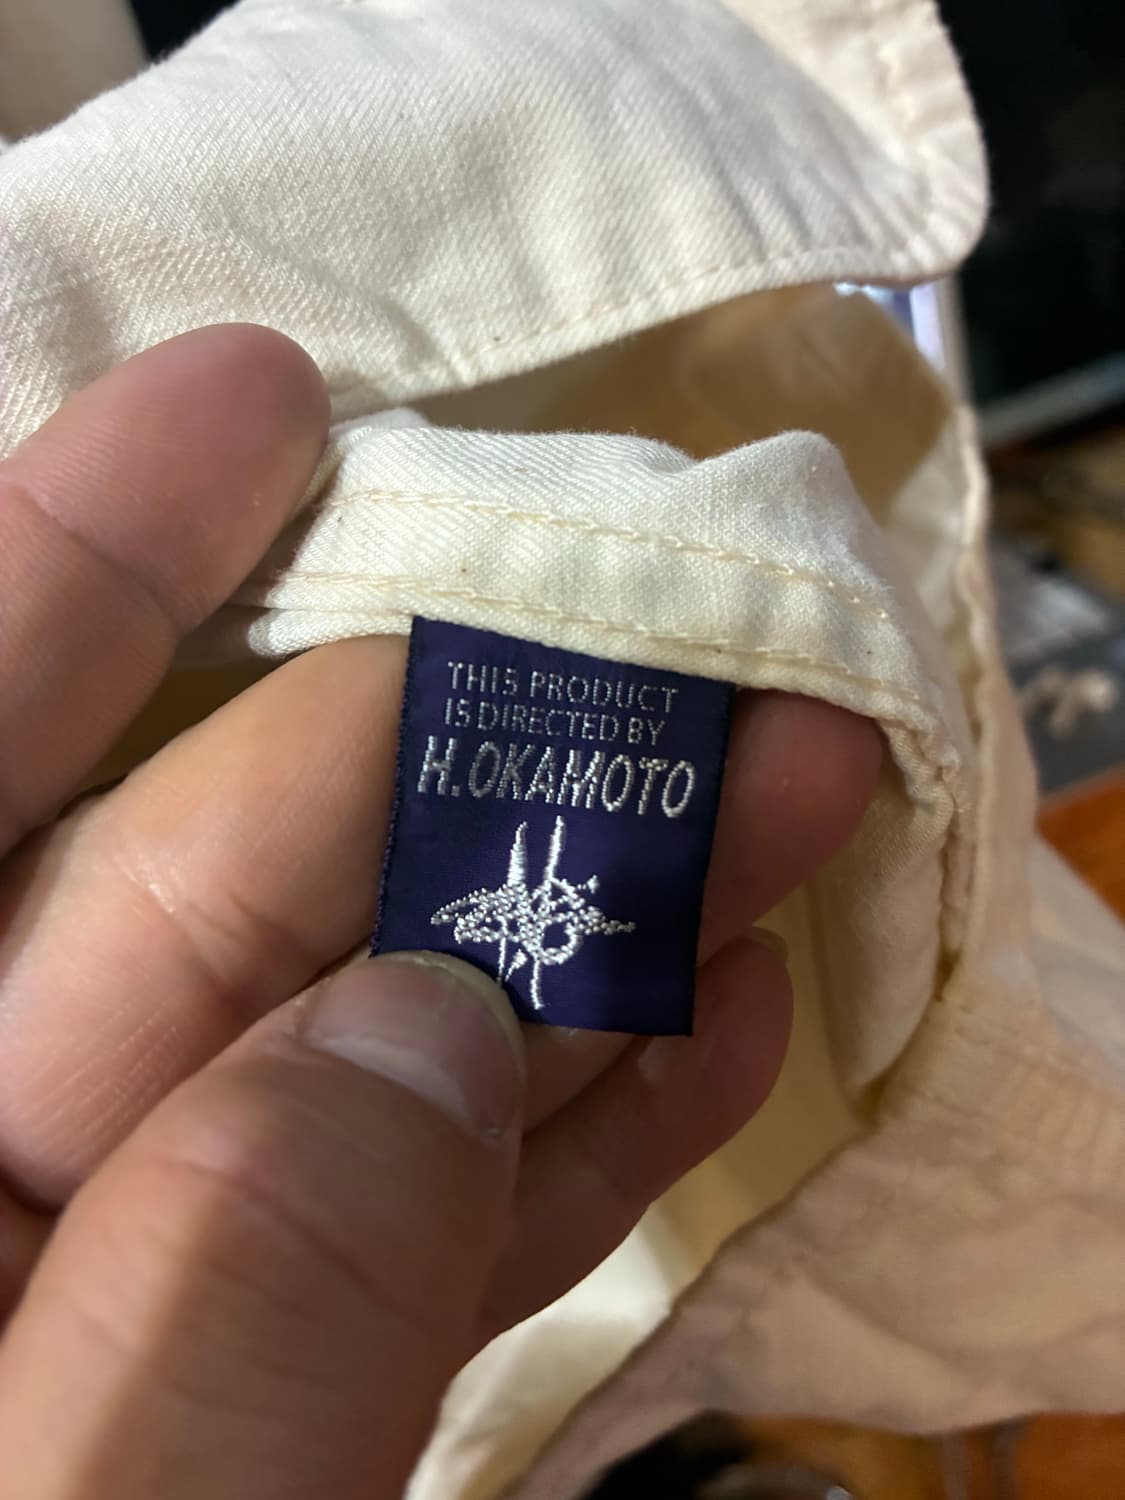 THIS PRODUCT
IS DIRECTED BY
H.OKAMOTO